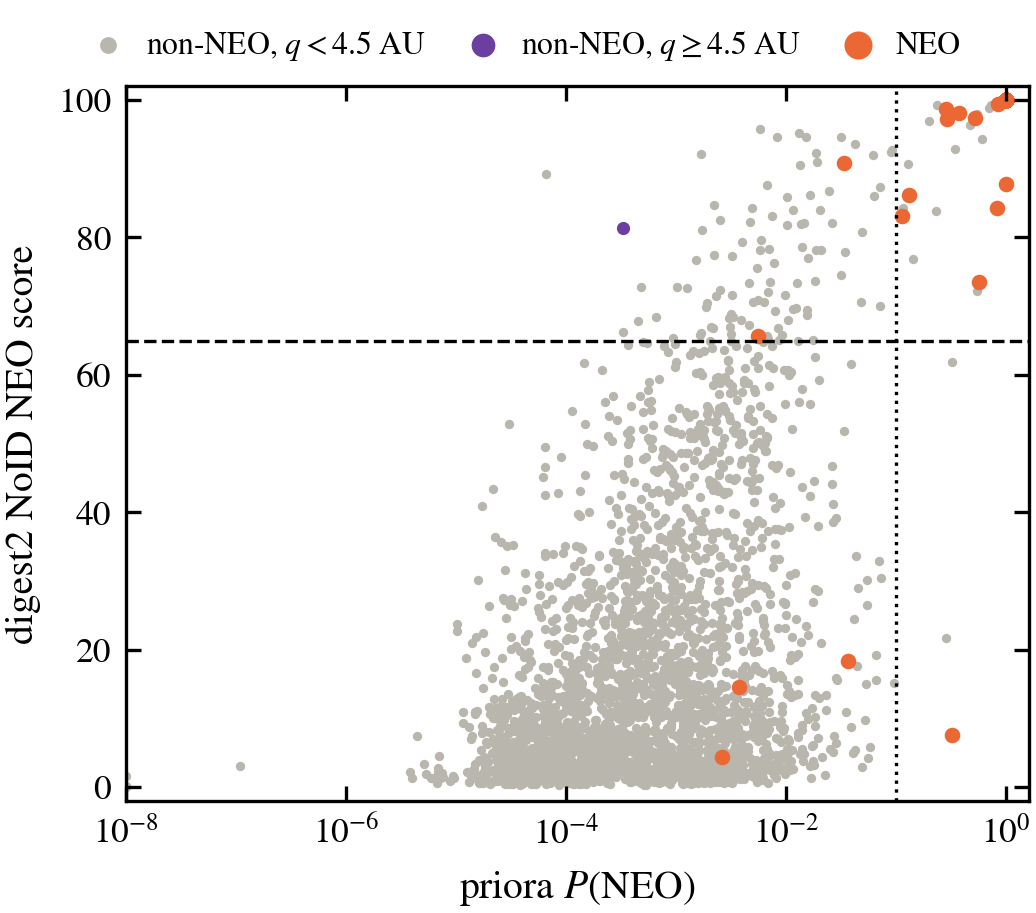 non-NEO, q < 4.5 AU non-NEO, q ≥ 4.5 AU NEO
100
80
60
40
20
0
digest2 NoID NEO score
10⁻⁸ 10⁻⁶ 10⁻⁴ 10⁻² 10⁰
priora P(NEO)